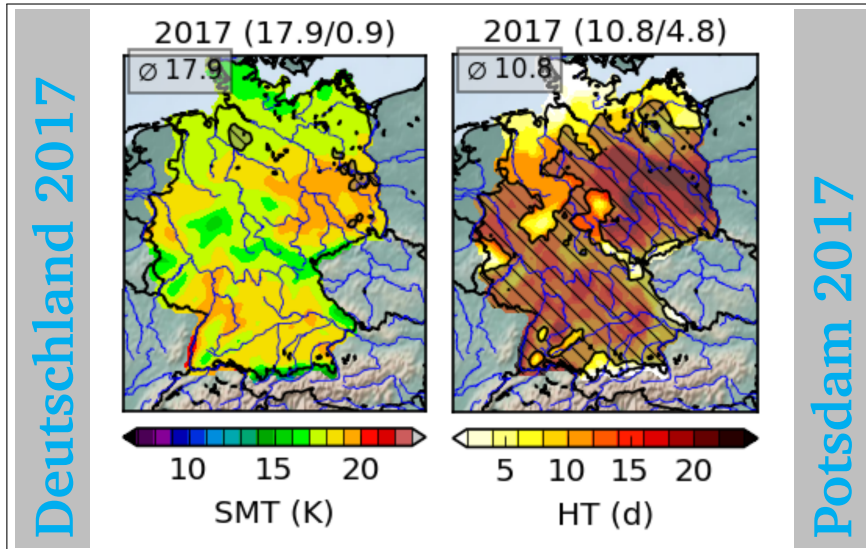 Deutschland 2017
2017 (17.9/0.9)
∅ 17.9
10 15 20
SMT (K)
2017 (10.8/4.8)
∅ 10.8
5 10 15 20
HT (d)
Potsdam 2017